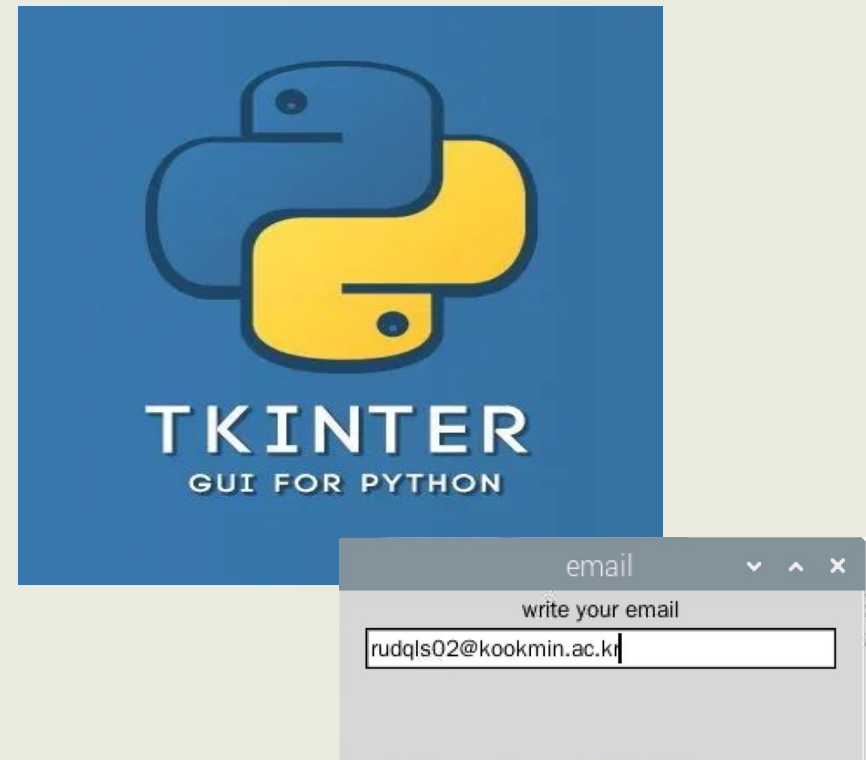 TKINTER
GUI FOR PYTHON
email
write your email
rudqls02@kookmin.ac.kr